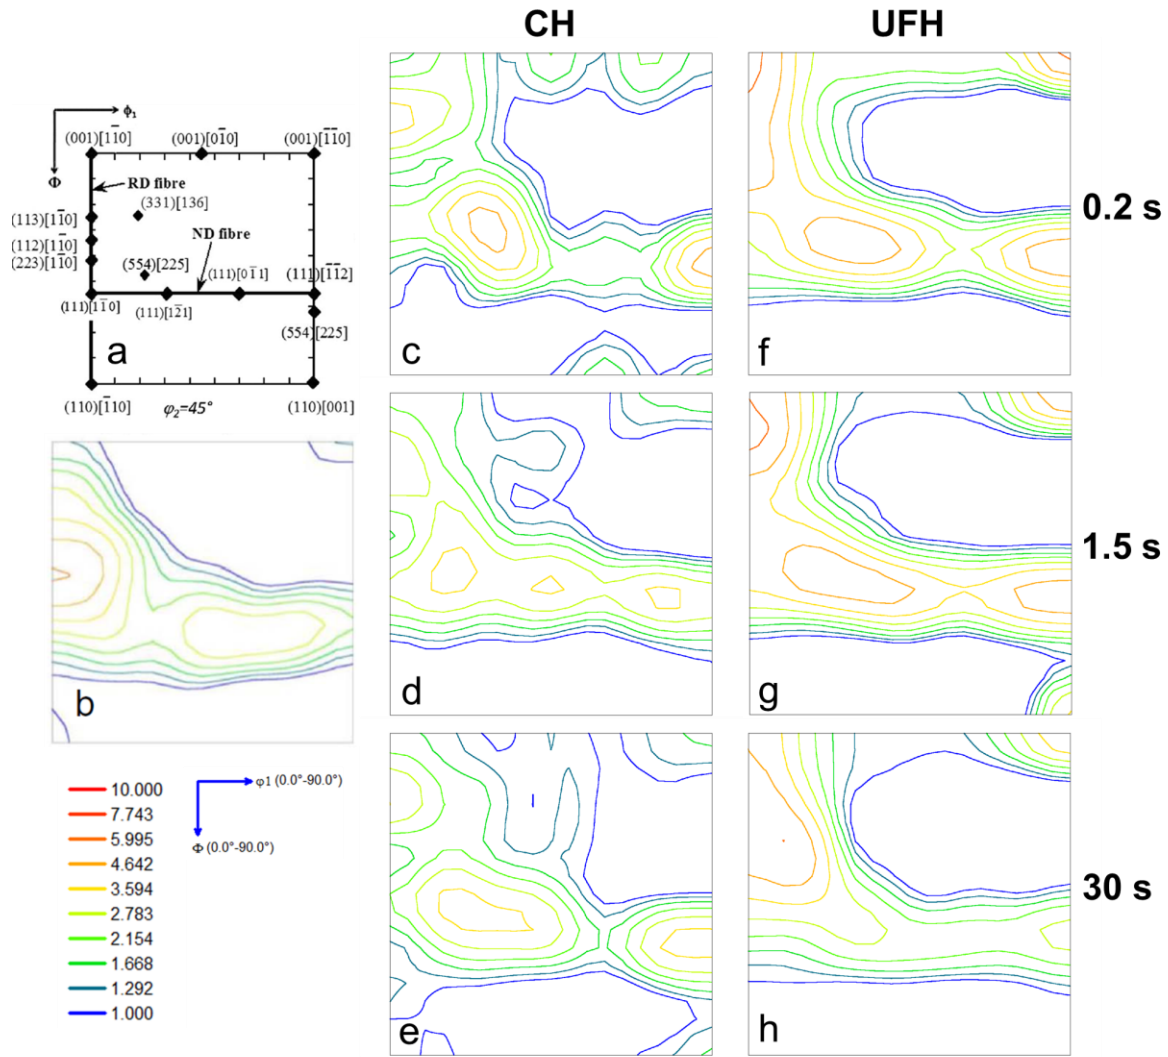 CH
UFH
ϕ₁
(001)[11̄0] (001)[01̄0] (001)[1̄1̄0]
Φ
RD fibre
(331)[136]
(113)[11̄0]
ND fibre
(112)[11̄0]
(223)[11̄0]
(554)[225]
(111)[01̄1]
(111)[1̄1̄2]
(111)[11̄0]
(111)[12̄1]
(554)[225]
a
(110)[1̄10]
φ₂=45°
(110)[001]
c
f
0.2 s
b
d
g
1.5 s
10.000
7.743
5.995
4.642
3.594
2.783
2.154
1.668
1.292
1.000
φ1 (0.0°-90.0°)
Φ (0.0°-90.0°)
e
h
30 s